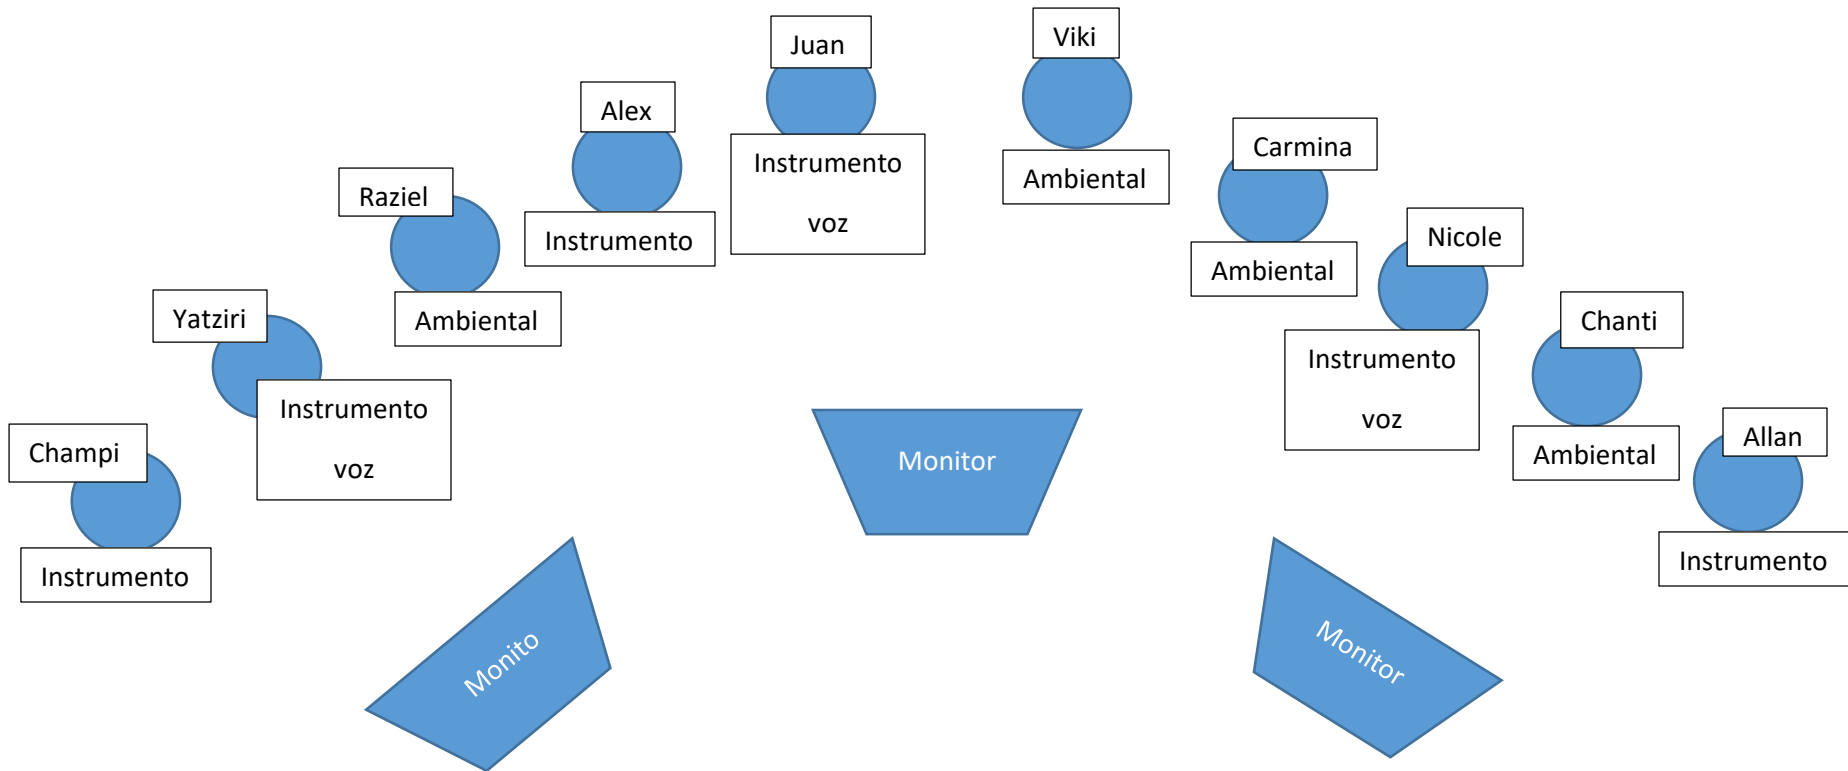 Juan
Viki
Alex
Carmina
Instrumento
voz
Ambiental
Raziel
Instrumento
Nicole
Ambiental
Yatziri
Ambiental
Chanti
Instrumento
voz
Instrumento
voz
Champi
Monitor
Ambiental
Allan
Instrumento
Instrumento
Monito
Monitor